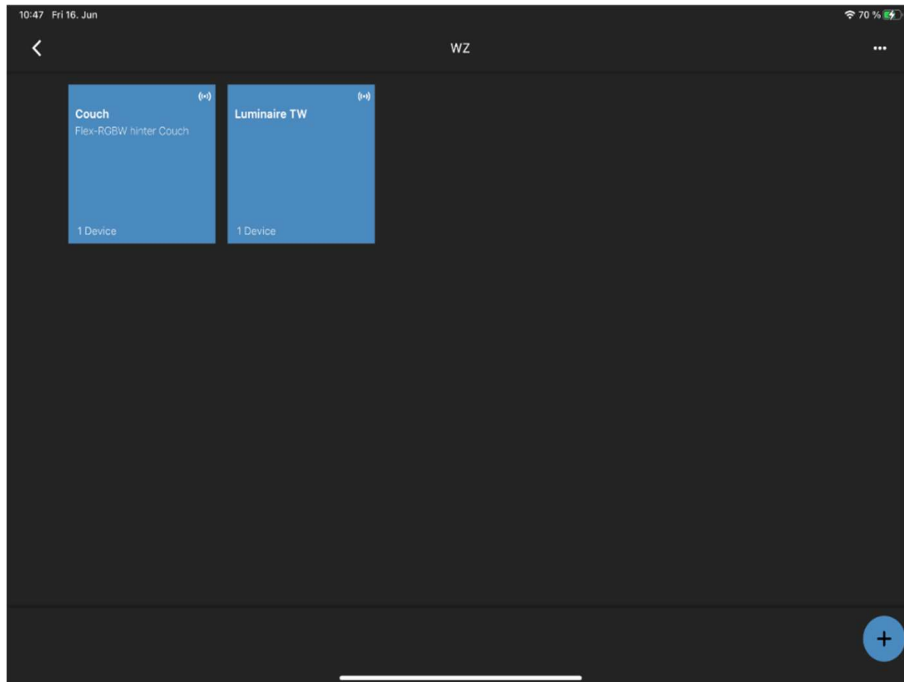 10:47 Fri 16. Jun
70 %
WZ
Couch
Flex-RGBW hinter Couch
1 Device
Luminaire TW
1 Device